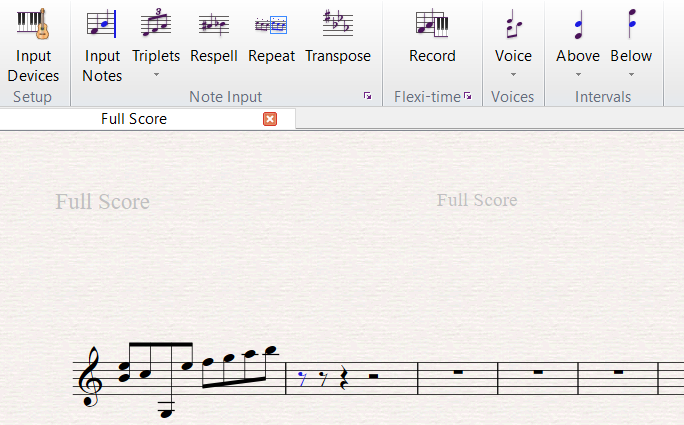 Input
Devices
Input
Notes
Triplets
Respell
Repeat
Transpose
Record
Voice
Above
Below
Setup
Note Input
Flexi-time
Voices
Intervals
Full Score
Full Score
Full Score